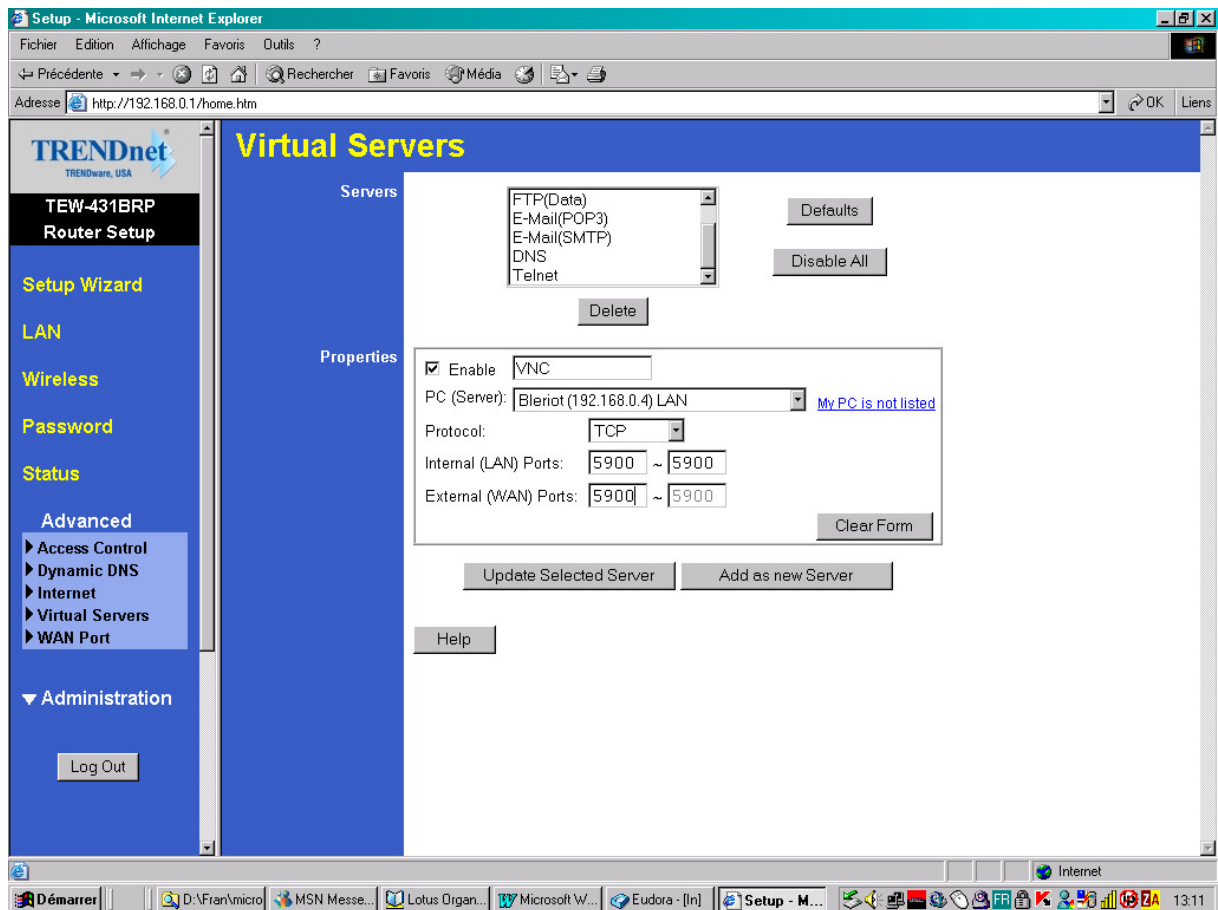 Setup - Microsoft Internet Explorer
Fichier Edition Affichage Favoris Outils ?
Précédente Rechercher Favoris Média
Adresse http://192.168.0.1/home.htm OK Liens
TRENDnet
TRENDware, USA
TEW-431BRP
Router Setup
Setup Wizard
LAN
Wireless
Password
Status
Advanced
Access Control
Dynamic DNS
Internet
Virtual Servers
WAN Port
Administration
Log Out
Virtual Servers
Servers
FTP(Data)
E-Mail(POP3)
E-Mail(SMTP)
DNS
Telnet
Defaults
Disable All
Delete
Properties
Enable VNC
PC (Server): Bleriot (192.168.0.4) LAN My PC is not listed
Protocol: TCP
Internal (LAN) Ports: 5900 ~ 5900
External (WAN) Ports: 5900 ~ 5900
Clear Form
Update Selected Server Add as new Server
Help
Internet
Démarrer D:\Fran\micro MSN Messe... Lotus Organ... Microsoft W... Eudora - [In] Setup - M... FR K ZA 13:11